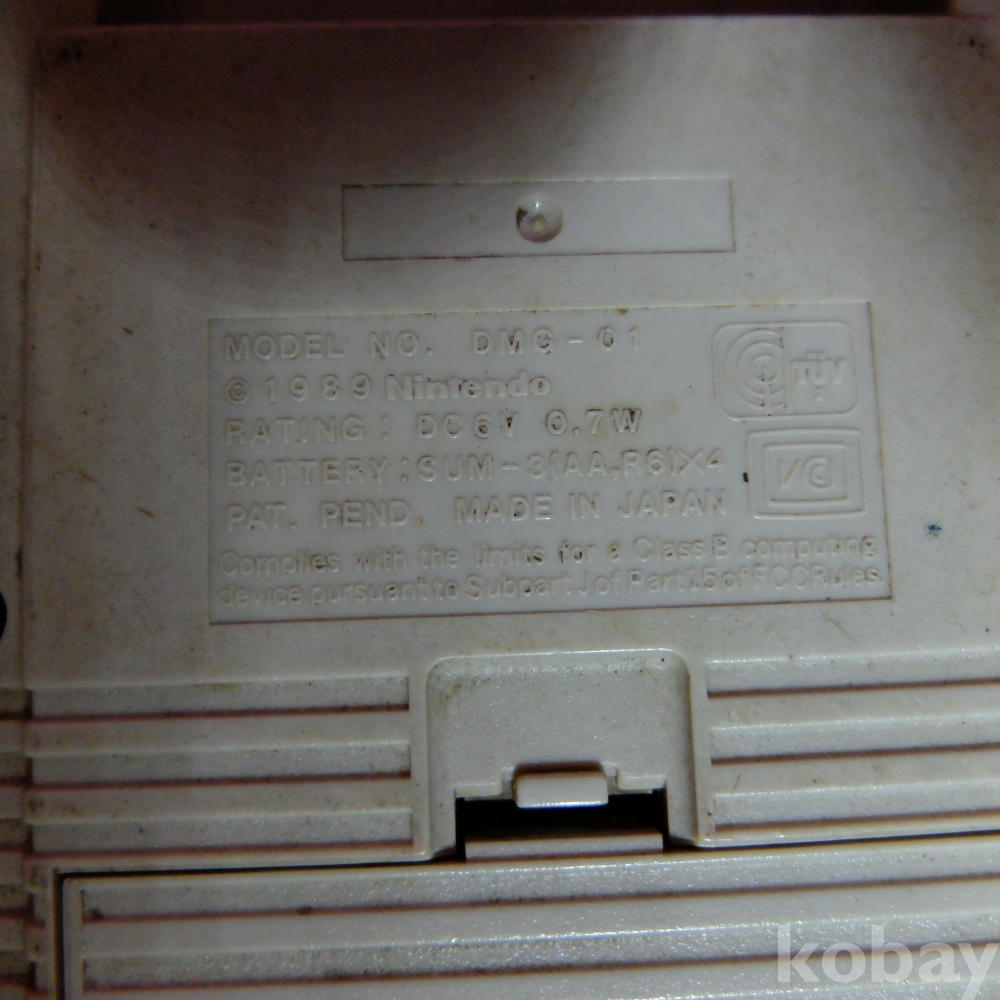 MODEL NO. DMG-01
©1989 Nintendo
RATING: DC6V 0.7W
BATTERY: SUM-3(AA,R6)×4
PAT. PEND. MADE IN JAPAN
Complies with the limits for a Class B computing
device pursuant to Subpart J of Part 15 of FCC Rules.
TÜV
2
kobay